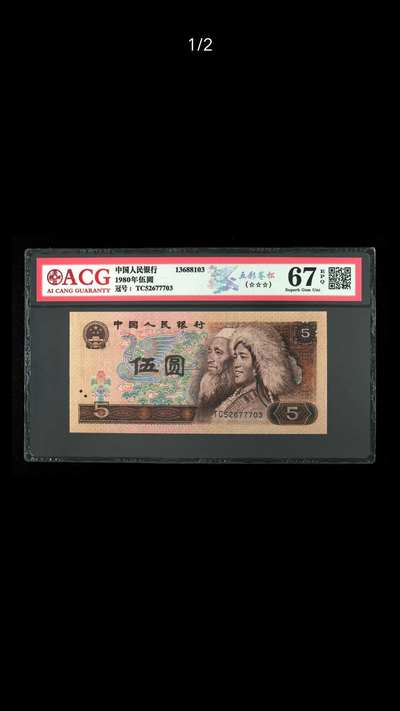 1/2
ACG
AI CANG GUARANTY
中国人民银行 13688103
1980年伍圆
冠号: TC52677703
五彩苍松
(☆☆☆)
67
EPQ
Superb Gem Unc
中国人民银行
5
伍圆
5
TC52677703
5